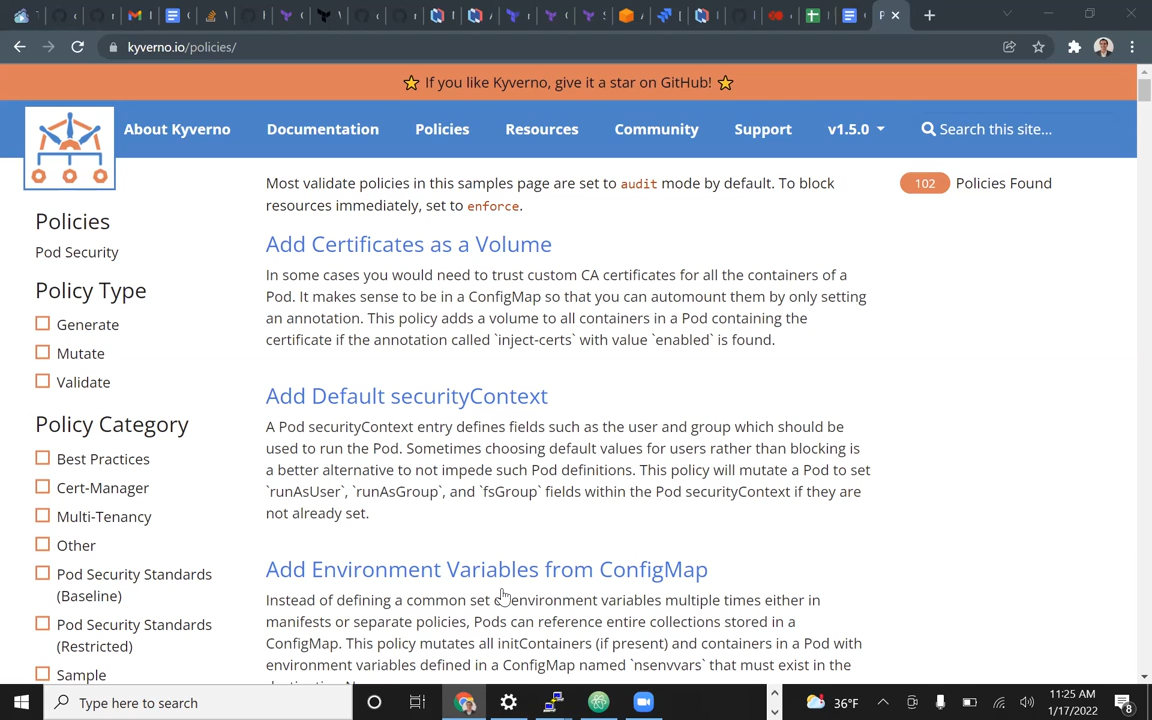 kyverno.io/policies/
If you like Kyverno, give it a star on GitHub!
About Kyverno
Documentation
Policies
Resources
Community
Support
v1.5.0
Search this site...
Policies
Pod Security
Policy Type
Generate
Mutate
Validate
Policy Category
Best Practices
Cert-Manager
Multi-Tenancy
Other
Pod Security Standards
(Baseline)
Pod Security Standards
(Restricted)
Sample
Most validate policies in this samples page are set to audit mode by default. To block
resources immediately, set to enforce.
Add Certificates as a Volume
In some cases you would need to trust custom CA certificates for all the containers of a
Pod. It makes sense to be in a ConfigMap so that you can automount them by only setting
an annotation. This policy adds a volume to all containers in a Pod containing the
certificate if the annotation called `inject-certs` with value `enabled` is found.
Add Default securityContext
A Pod securityContext entry defines fields such as the user and group which should be
used to run the Pod. Sometimes choosing default values for users rather than blocking is
a better alternative to not impede such Pod definitions. This policy will mutate a Pod to set
`runAsUser`, `runAsGroup`, and `fsGroup` fields within the Pod securityContext if they are
not already set.
Add Environment Variables from ConfigMap
Instead of defining a common set of environment variables multiple times either in
manifests or separate policies, Pods can reference entire collections stored in a
ConfigMap. This policy mutates all initContainers (if present) and containers in a Pod with
environment variables defined in a ConfigMap named `nsenvvars` that must exist in the
102 Policies Found
Type here to search
36°F
11:25 AM
1/17/2022
8